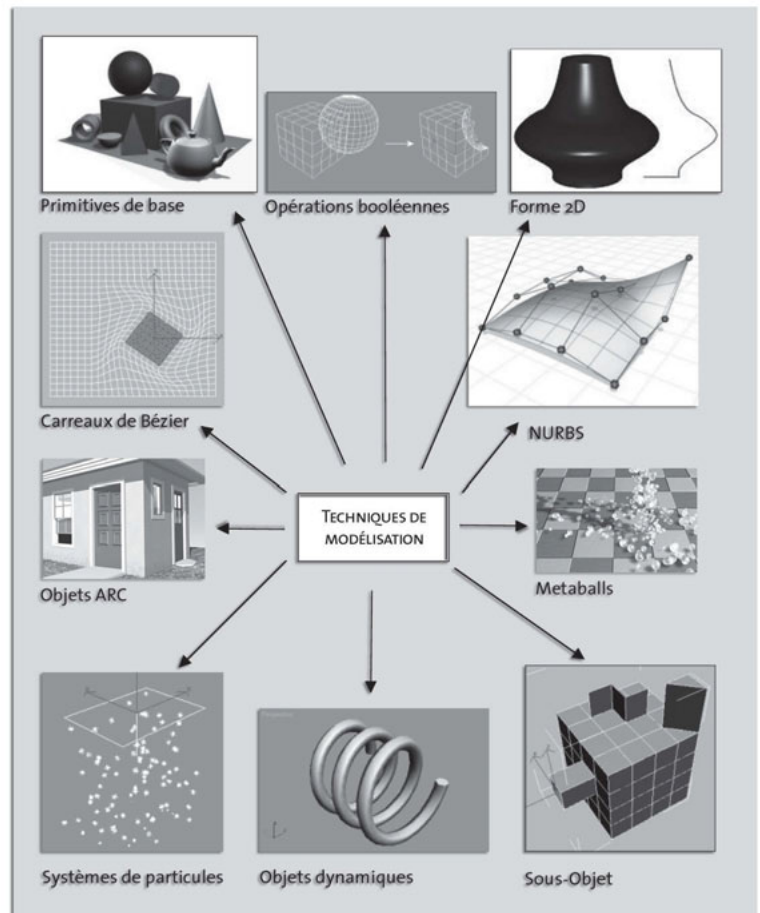 Primitives de base
Opérations booléennes
Forme 2D
Carreaux de Bézier
NURBS
TECHNIQUES DE
MODÉLISATION
Objets ARC
Metaballs
Systèmes de particules
Objets dynamiques
Sous-Objet